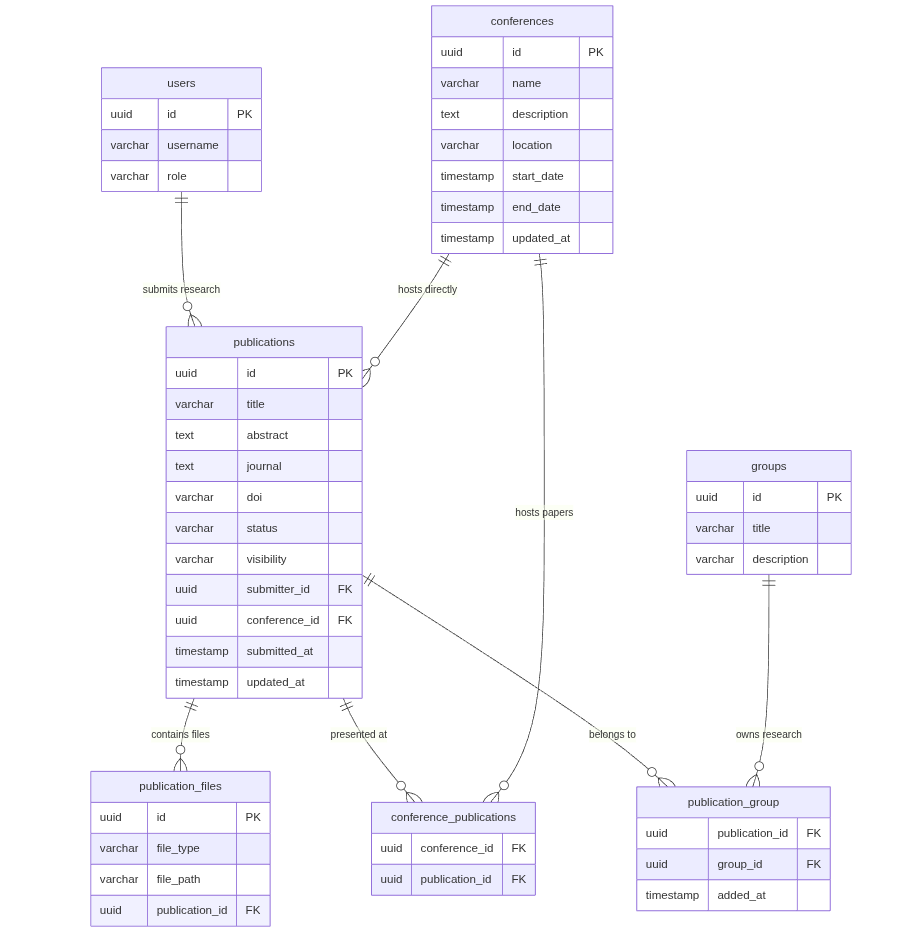 conferences
uuid id PK
varchar name
text description
varchar location
timestamp start_date
timestamp end_date
timestamp updated_at
users
uuid id PK
varchar username
varchar role
submits research
hosts directly
publications
uuid id PK
varchar title
text abstract
text journal
varchar doi
varchar status
varchar visibility
uuid submitter_id FK
uuid conference_id FK
timestamp submitted_at
timestamp updated_at
groups
uuid id PK
varchar title
varchar description
hosts papers
contains files
presented at
belongs to
owns research
publication_files
uuid id PK
varchar file_type
varchar file_path
uuid publication_id FK
conference_publications
uuid conference_id FK
uuid publication_id FK
publication_group
uuid publication_id FK
uuid group_id FK
timestamp added_at